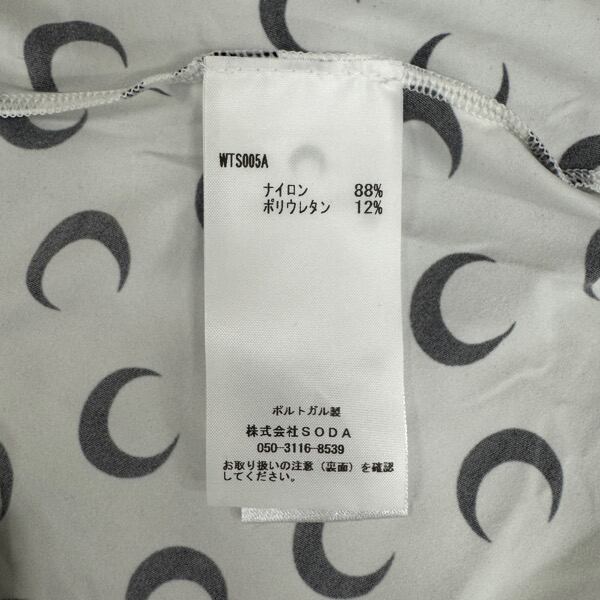 WTS005A
ナイロン 88%
ポリウレタン 12%
ポルトガル製
株式会社SODA
050-3116-8539
お取り扱いの注意（裏面）を確認
してください。